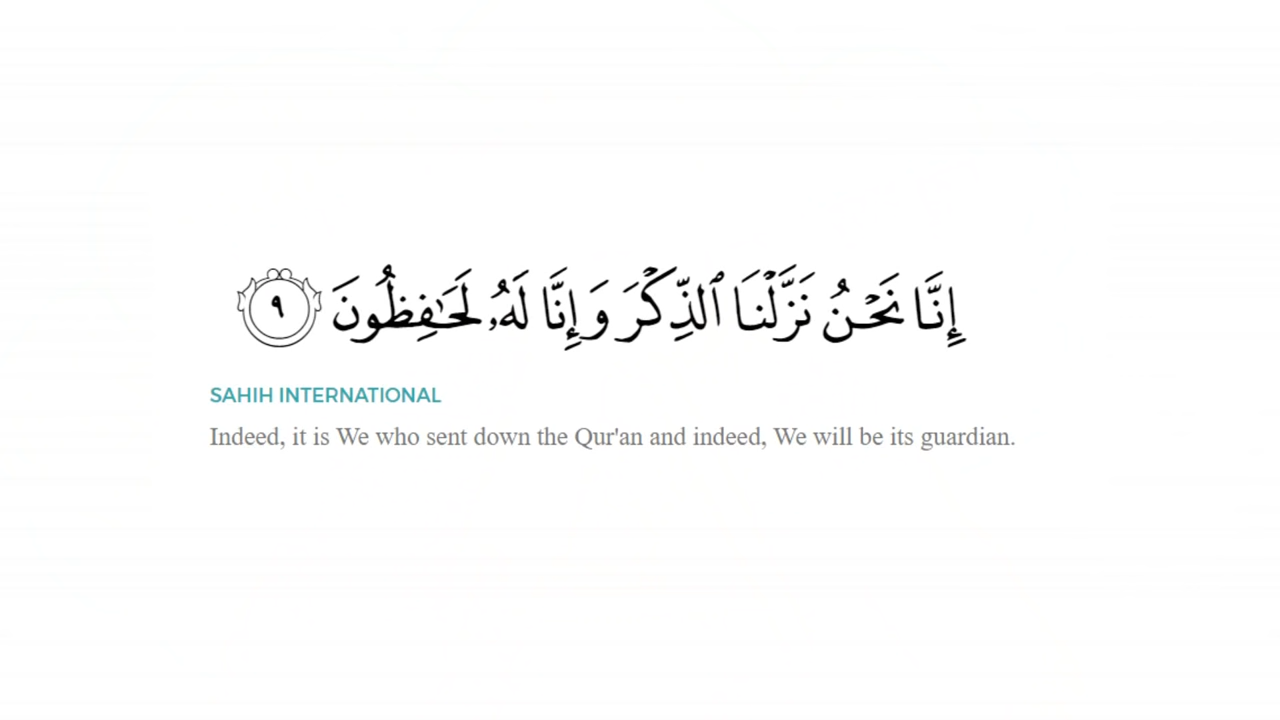 إِنَّا نَحْنُ نَزَّلْنَا ٱلذِّكْرَ وَإِنَّا لَهُۥ لَحَـٰفِظُونَ ٩
SAHIH INTERNATIONAL
Indeed, it is We who sent down the Qur'an and indeed, We will be its guardian.